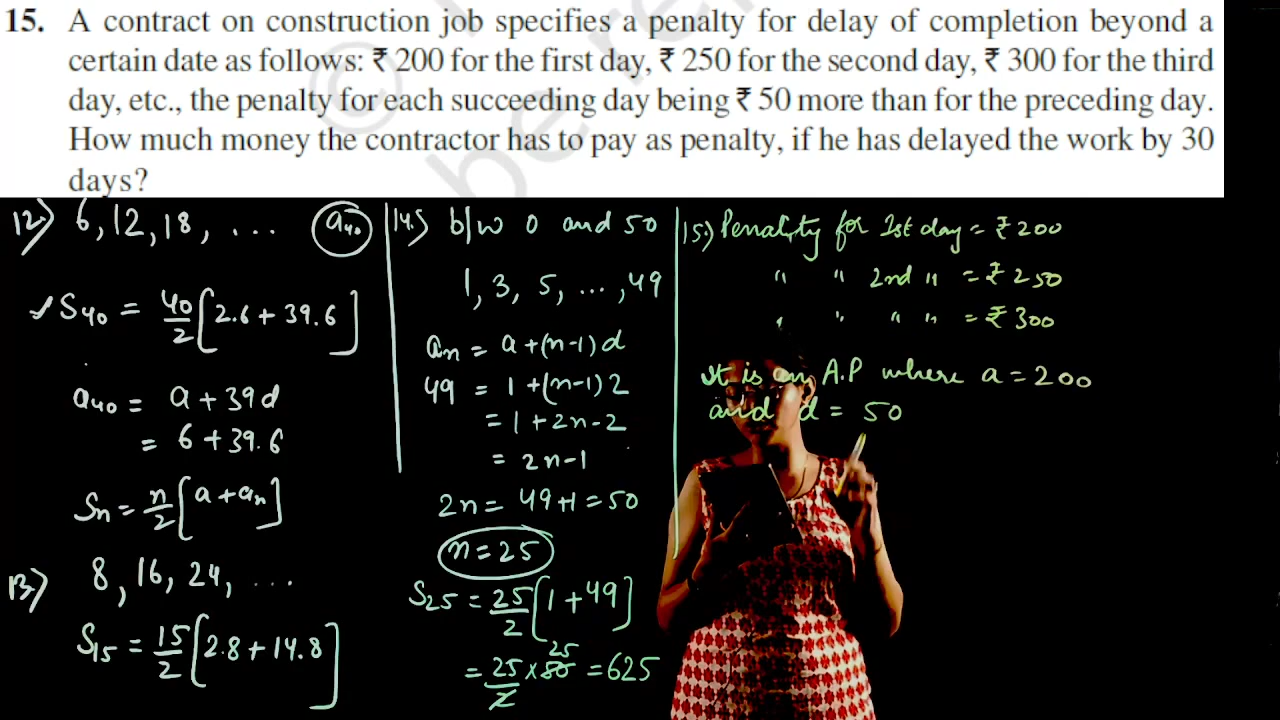 15. A contract on construction job specifies a penalty for delay of completion beyond a
certain date as follows: ₹ 200 for the first day, ₹ 250 for the second day, ₹ 300 for the third
day, etc., the penalty for each succeeding day being ₹ 50 more than for the preceding day.
How much money the contractor has to pay as penalty, if he has delayed the work by 30
days?
12) 6, 12, 18, ... a₄₀
S₄₀ = 40/2 [2.6 + 39.6]
a₄₀ = a + 39d
= 6 + 39.6
Sn = n/2 [a + an]
13) 8, 16, 24, ...
S₁₅ = 15/2 [2.8 + 14.8]
14.) b/w 0 and 50
1, 3, 5, ..., 49
an = a + (n-1)d
49 = 1 + (n-1)2
= 1 + 2n - 2
= 2n - 1
2n = 49+1 = 50
n = 25
S₂₅ = 25/2 [1 + 49]
= 25/2 × 50 25 = 625
15.) Penality for 1st day = ₹ 200
" " 2nd " = ₹ 250
" " " " = ₹ 300
It is an A.P where a = 200
and d = 50